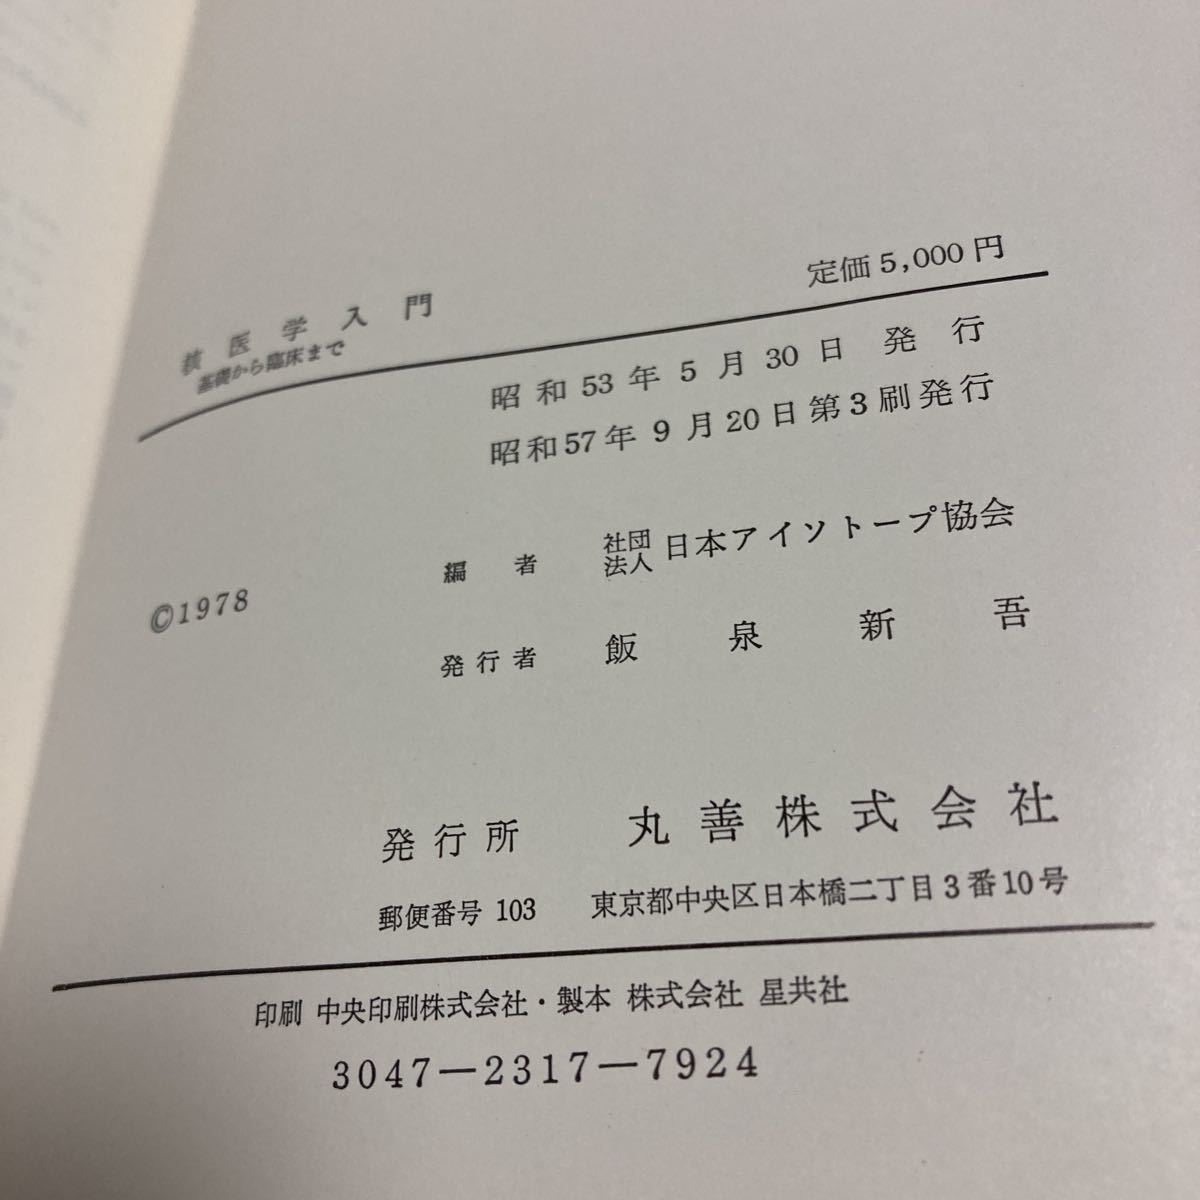 核医学入門
基礎から臨床まで
定価 5,000 円
昭和 53 年 5 月 30 日 発行
昭和 57 年 9 月 20 日 第 3 刷発行
©1978
編者 社団法人 日本アイソトープ協会
発行者 飯泉新吾
発行所 丸善株式会社
郵便番号 103 東京都中央区日本橋二丁目 3 番 10 号
印刷 中央印刷株式会社・製本 株式会社 星共社
3047―2317―7924